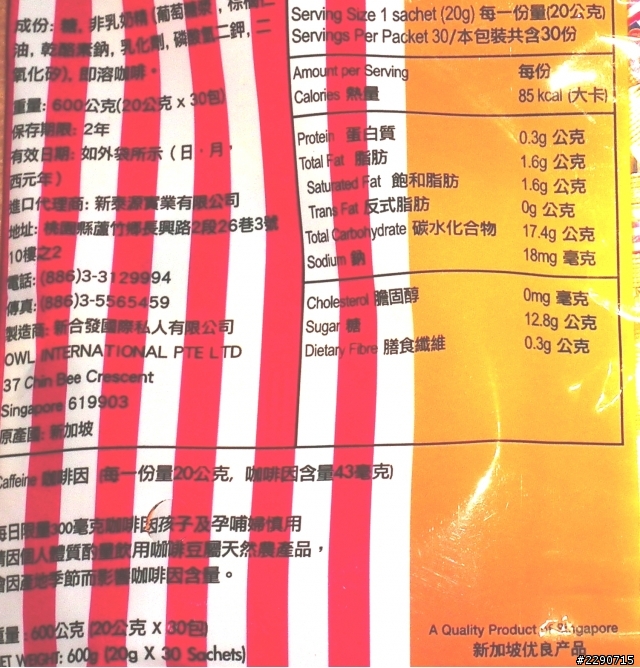 成份: 糖, 非乳奶精 (葡萄糖漿, 棕櫚仁
油, 乾酪素鈉, 乳化劑, 磷酸氫二鉀, 二
氧化矽), 即溶咖啡。
重量: 600公克(20公克 x 30包)
保存期限: 2年
有效日期: 如外袋所示 (日，月，
西元年)
進口代理商: 新泰源實業有限公司
地址: 桃園縣蘆竹鄉長興路2段26巷3號
10樓之2
電話: (886)3-3129994
傳真: (886)3-5565459
製造商: 新合發國際私人有限公司
OWL INTERNATIONAL PTE LTD
37 Chin Bee Crescent
Singapore 619903
原產國: 新加坡
Serving Size 1 sachet (20g) 每一份量(20公克)
Servings Per Packet 30/本包裝共含30份
Amount per Serving 每份
Calories 熱量 85 kcal (大卡)
Protein 蛋白質 0.3g 公克
Total Fat 脂肪 1.6g 公克
Saturated Fat 飽和脂肪 1.6g 公克
Trans Fat 反式脂肪 0g 公克
Total Carbohydrate 碳水化合物 17.4g 公克
Sodium 鈉 18mg 毫克
Cholesterol 膽固醇 0mg 毫克
Sugar 糖 12.8g 公克
Dietary Fibre 膳食纖維 0.3g 公克
Caffeine 咖啡因 (每一份量20公克, 咖啡因含量43毫克)
每日限量300毫克咖啡因孩子及孕哺婦慎用
請因個人體質酌量飲用咖啡豆屬天然農產品，
會因產地季節而影響咖啡因含量。
重量: 600公克 (20公克 X 30包)
NET WEIGHT: 600g (20g X 30 Sachets)
A Quality Product of Singapore
新加坡优良产品
#2290715